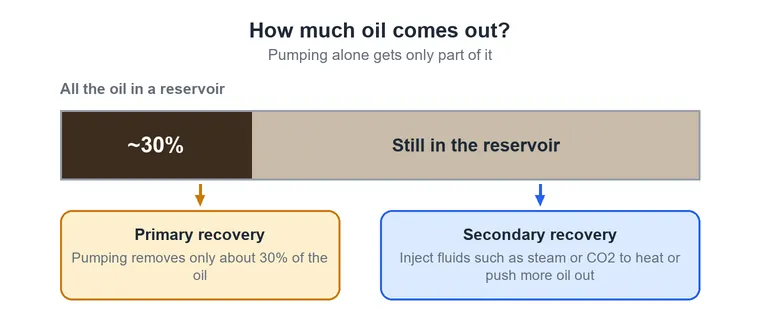 How much oil comes out?
Pumping alone gets only part of it
All the oil in a reservoir
~30%
Still in the reservoir
Primary recovery
Pumping removes only about 30% of the
oil
Secondary recovery
Inject fluids such as steam or CO2 to heat or
push more oil out